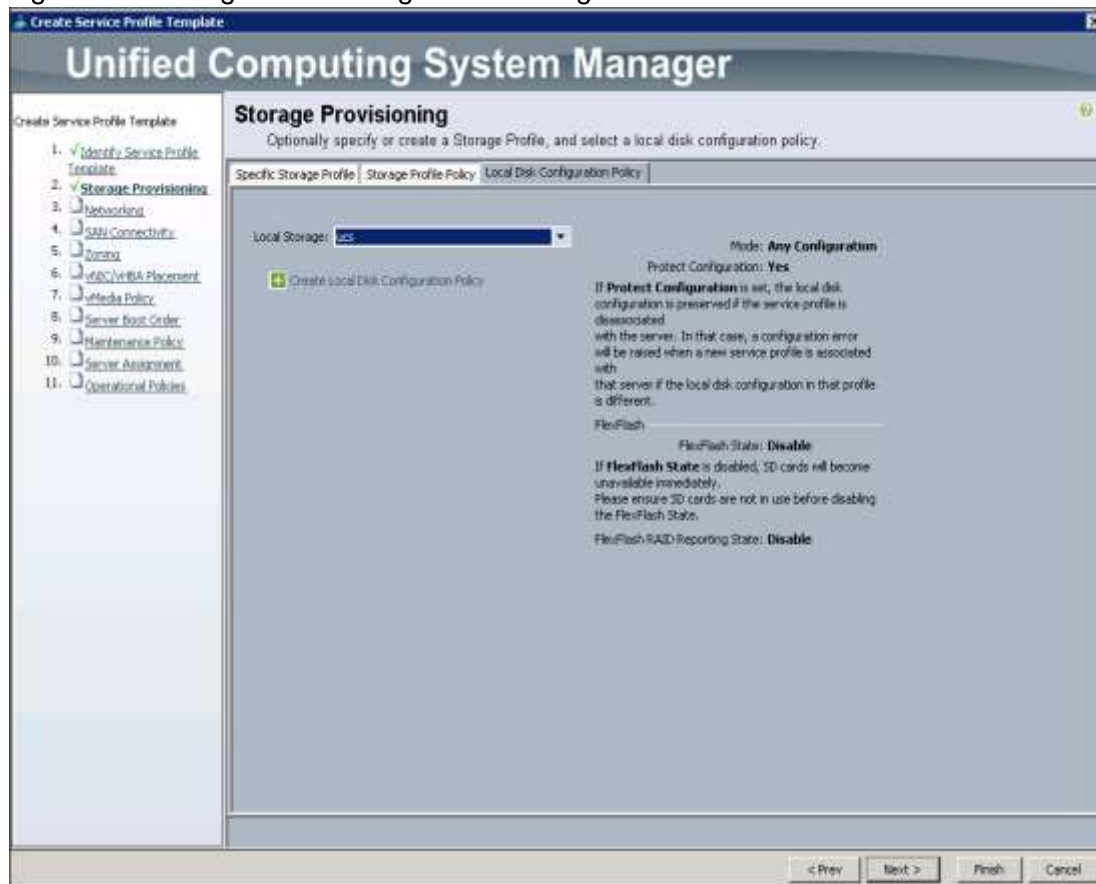 Create Service Profile Template
Unified Computing System Manager
Create Service Profile Template
1. Identify Service Profile
Template
2. Storage Provisioning
3. Networking
4. SAN Connectivity
5. Zoning
6. vNIC/vHBA Placement
7. vMedia Policy
8. Server Boot Order
9. Maintenance Policy
10. Server Assignment
11. Operational Policies
Storage Provisioning
Optionally specify or create a Storage Profile, and select a local disk configuration policy.
Specific Storage Profile Storage Profile Policy Local Disk Configuration Policy
Local Storage: ucs
Create Local Disk Configuration Policy
Mode: Any Configuration
Protect Configuration: Yes
If Protect Configuration is set, the local disk
configuration is preserved if the service profile is
disassociated
with the server. In that case, a configuration error
will be raised when a new service profile is associated
with
that server if the local disk configuration in that profile
is different.
FlexFlash
FlexFlash State: Disable
If FlexFlash State is disabled, SD cards will become
unavailable immediately.
Please ensure SD cards are not in use before disabling
the FlexFlash State.
FlexFlash RAID Reporting State: Disable
< Prev Next > Finish Cancel